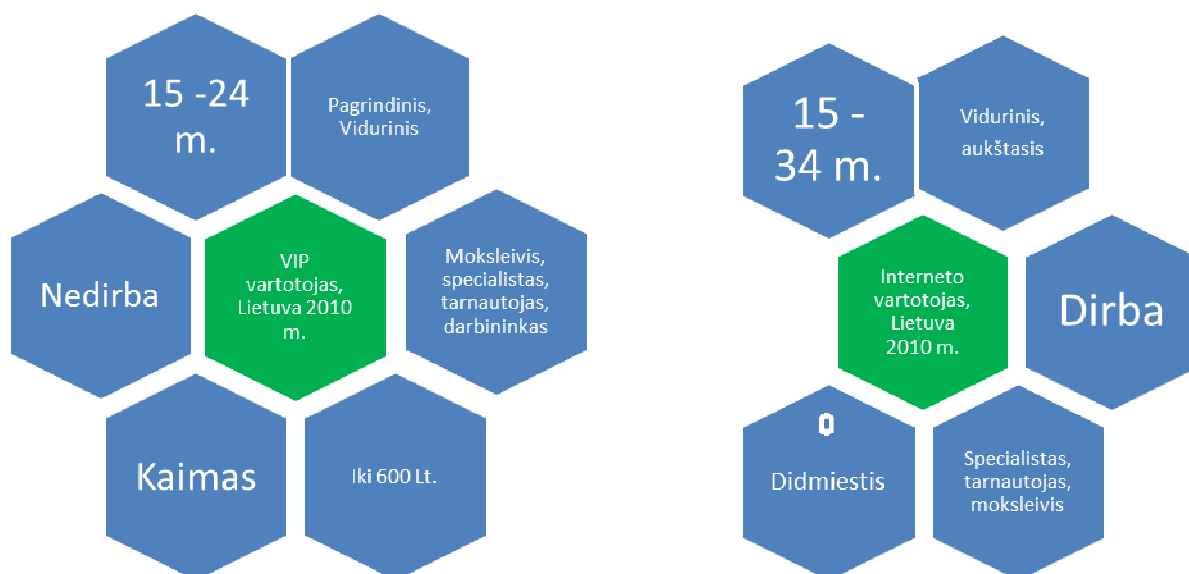 15 -24
m.
Pagrindinis,
Vidurinis
Nedirba
VIP
vartotojas,
Lietuva 2010
m.
Moksleivis,
specialistas,
tarnautojas,
darbininkas
Kaimas
Iki 600 Lt.
15 -
34 m.
Vidurinis,
aukštasis
Interneto
vartotojas,
Lietuva
2010 m.
Dirba
0
Didmiestis
Specialistas,
tarnautojas,
moksleivis